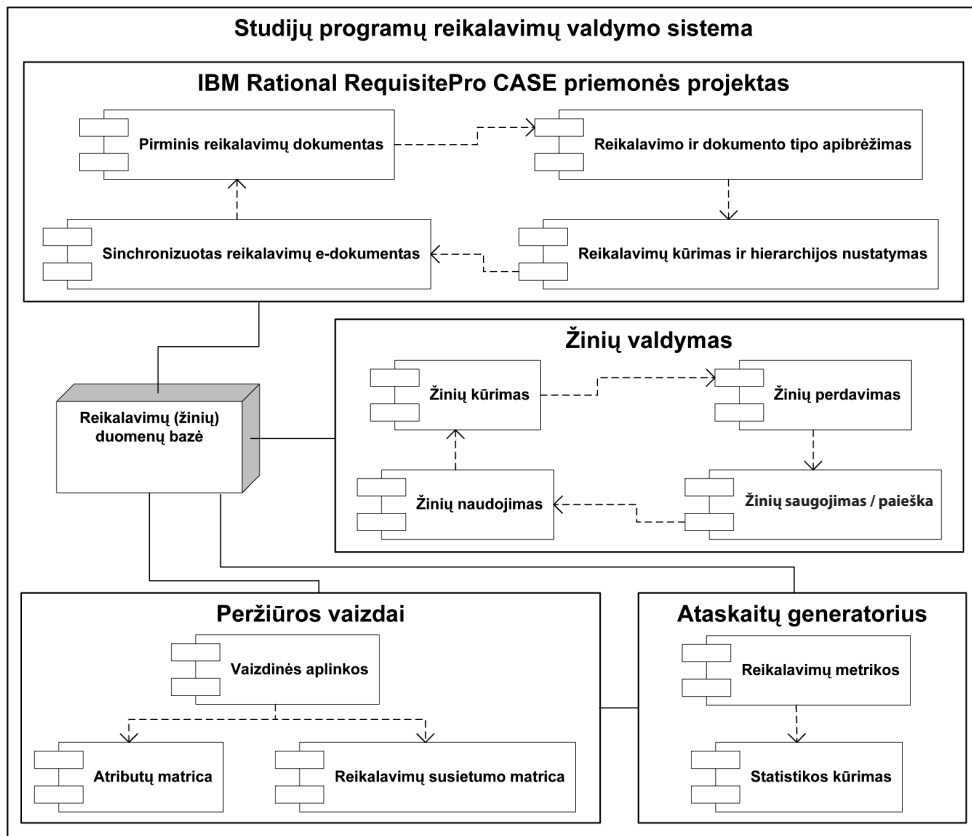 Studijų programų reikalavimų valdymo sistema
IBM Rational RequisitePro CASE priemonės projektas
Pirminis reikalavimų dokumentas
Reikalavimo ir dokumento tipo apibrėžimas
Sinchronizuotas reikalavimų e-dokumentas
Reikalavimų kūrimas ir hierarchijos nustatymas
Žinių valdymas
Žinių kūrimas
Žinių perdavimas
Reikalavimų (žinių)
duomenų bazė
Žinių naudojimas
Žinių saugojimas / paieška
Peržiūros vaizdai
Vaizdinės aplinkos
Atributų matrica
Reikalavimų susietumo matrica
Ataskaitų generatorius
Reikalavimų metrikos
Statistikos kūrimas